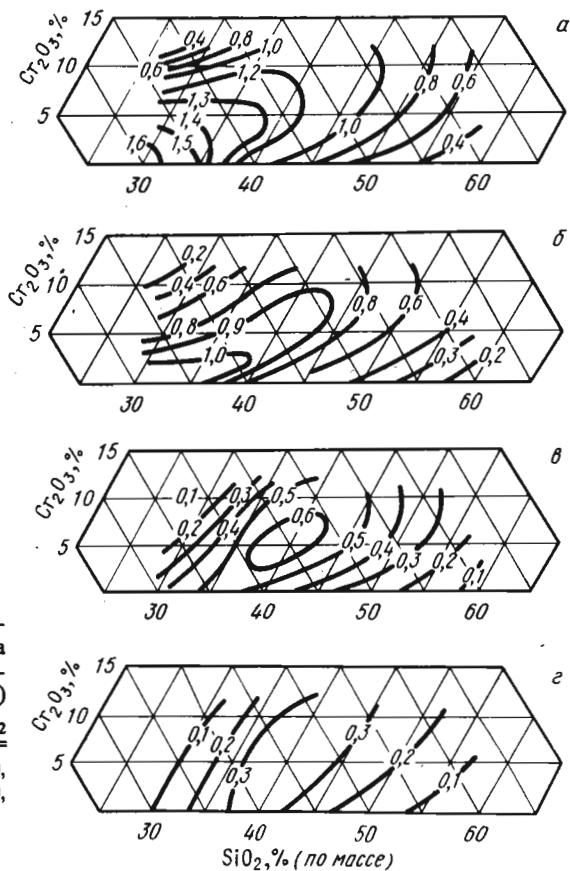 15 0,4 0,8 а
1,0
Cr₂O₃,% 10 0,6 1,2
0,8 0,6
5 1,3
1,4 1,0
1,6 1,5 0,4
30 40 50 60
15 0,2 б
Cr₂O₃,% 10 0,4 0,6
0,8 0,6
5 0,8 0,9 0,4
1,0 0,3 0,2
30 40 50 60
15 в
Cr₂O₃,% 10 0,1 0,3 0,5
0,2 0,4 0,6
5 0,5 0,4 0,3 0,2
0,1
30 40 50 60
а
)
2
,
,
15 г
Cr₂O₃,% 10
0,1 0,2 0,3
5 0,3 0,2 0,1
30 40 50 60
SiO₂,% (по массе)